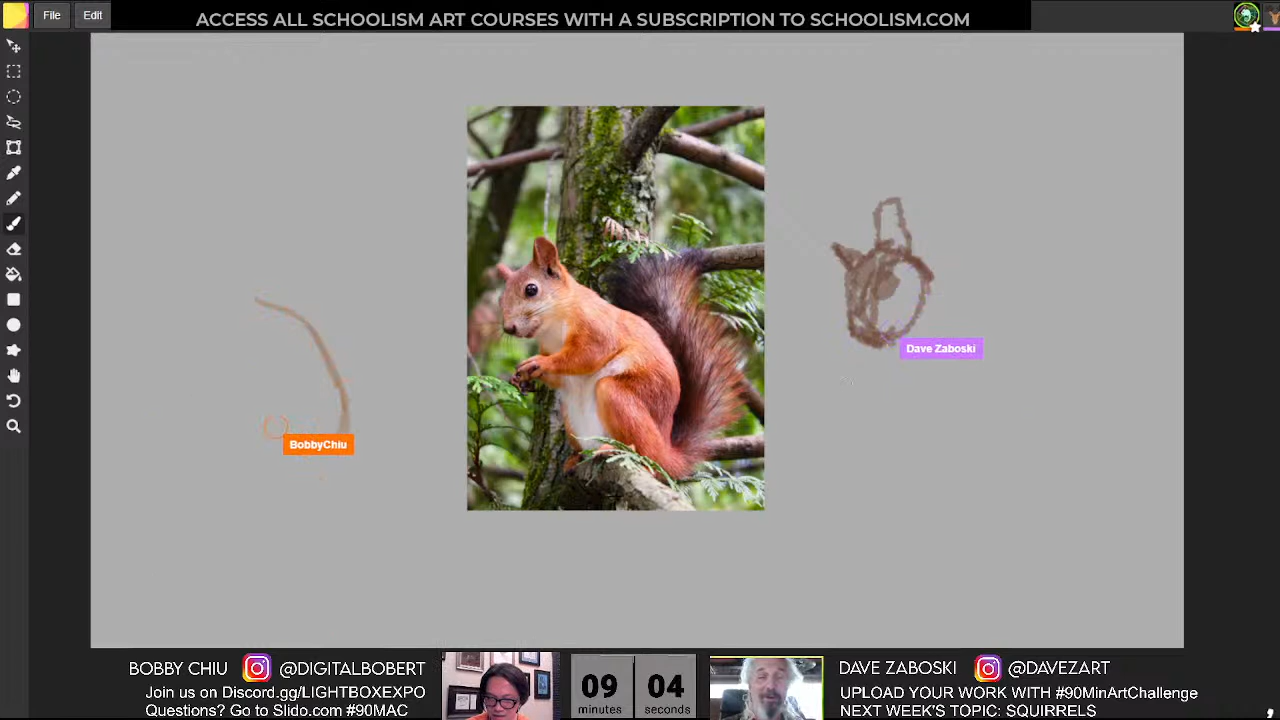 ACCESS ALL SCHOOLISM ART COURSES WITH A SUBSCRIPTION TO SCHOOLISM.COM
File Edit
Dave Zaboski
BobbyChiu
BOBBY CHIU @DIGITALBOBERT
Join us on Discord.gg/LIGHTBOXEXPO
Questions? Go to Slido.com #90MAC
09 04
minutes seconds
DAVE ZABOSKI @DAVEZART
UPLOAD YOUR WORK WITH #90MinArtChallenge
NEXT WEEK'S TOPIC: SQUIRRELS